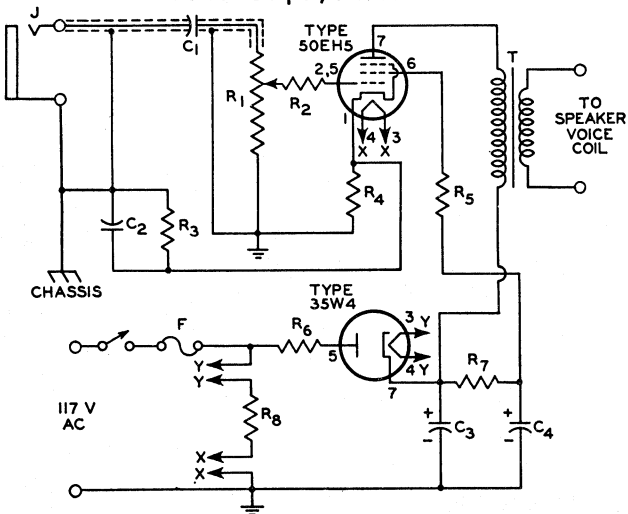 J
C1
TYPE
50EH5
7
6
2,5
R1
R2
1
4
3
X
X
T
TO
SPEAKER
VOICE
COIL
R4
R5
C2
R3
CHASSIS
TYPE
35W4
F
R6
5
3
Y
4
Y
7
R7
Y
Y
R8
117 V
AC
X
X
+
-
C3
+
-
C4